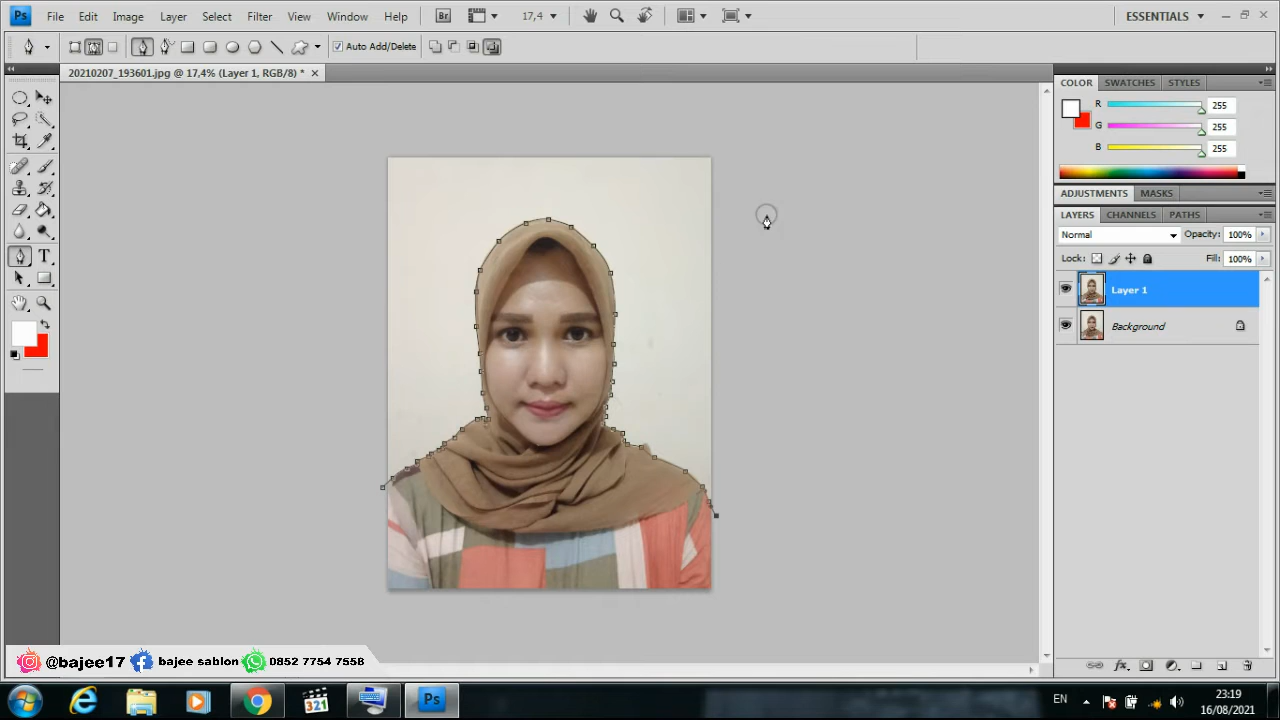 Ps File Edit Image Layer Select Filter View Window Help Br 17,4 ESSENTIALS
Auto Add/Delete
20210207_193601.jpg @ 17,4% (Layer 1, RGB/8) *
COLOR SWATCHES STYLES
R 255
G 255
B 255
ADJUSTMENTS MASKS
LAYERS CHANNELS PATHS
Normal Opacity: 100%
Lock: Fill: 100%
Layer 1
Background
T
fx
@bajee17 bajee sablon 0852 7754 7558
321 Ps EN 23:19
16/08/2021